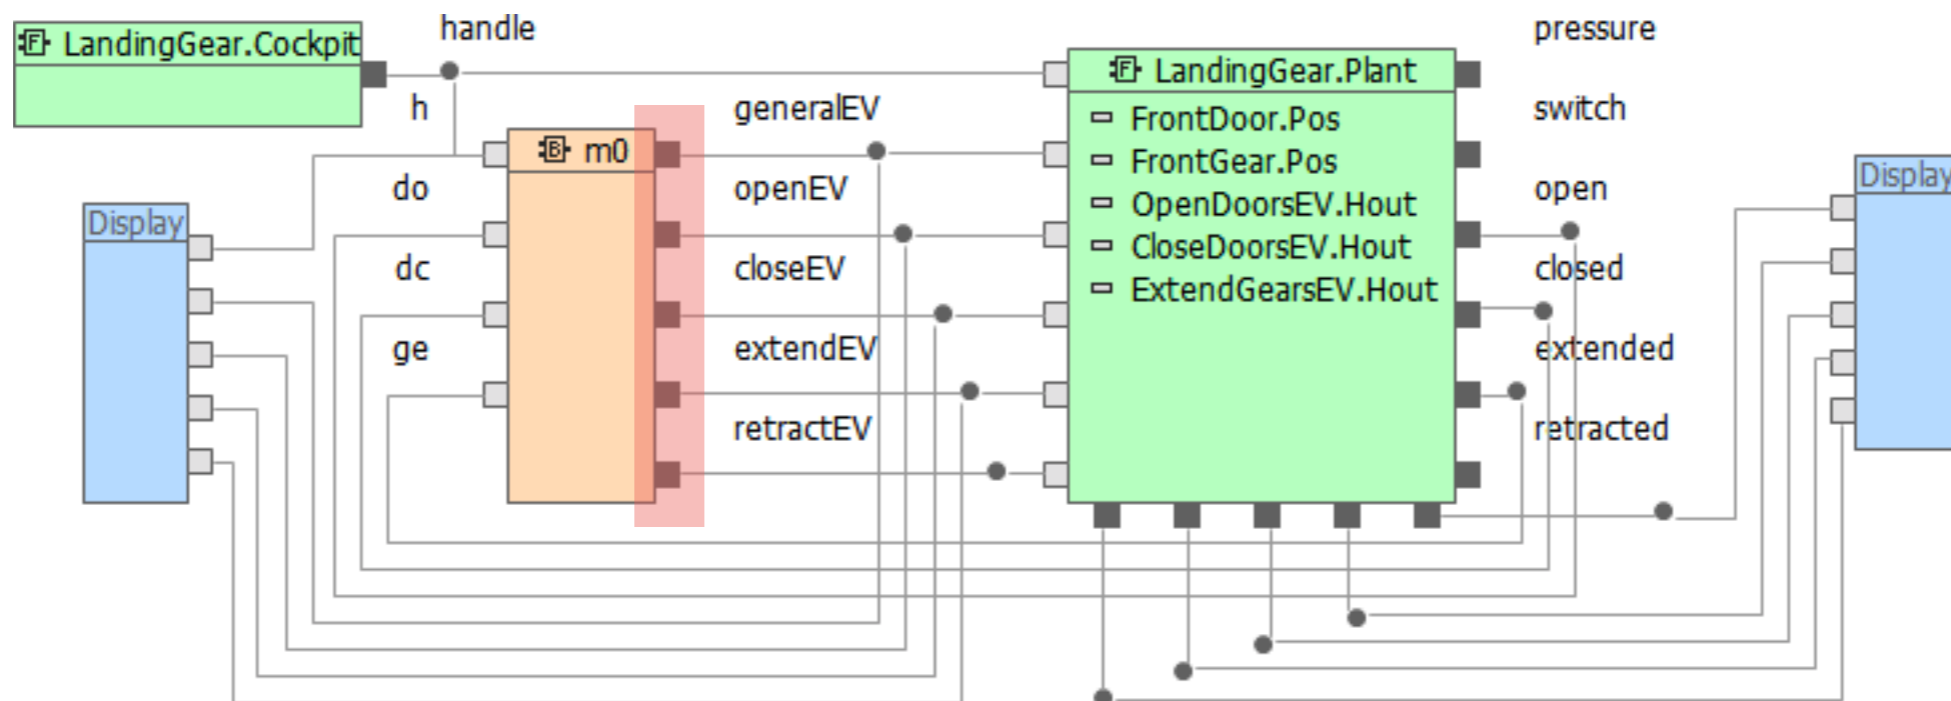 LandingGear.Cockpit
handle
h
do
dc
ge
Display
m0
generalEV
openEV
closeEV
extendEV
retractEV
LandingGear.Plant
FrontDoor.Pos
FrontGear.Pos
OpenDoorsEV.Hout
CloseDoorsEV.Hout
ExtendGearsEV.Hout
pressure
switch
open
closed
extended
retracted
Display